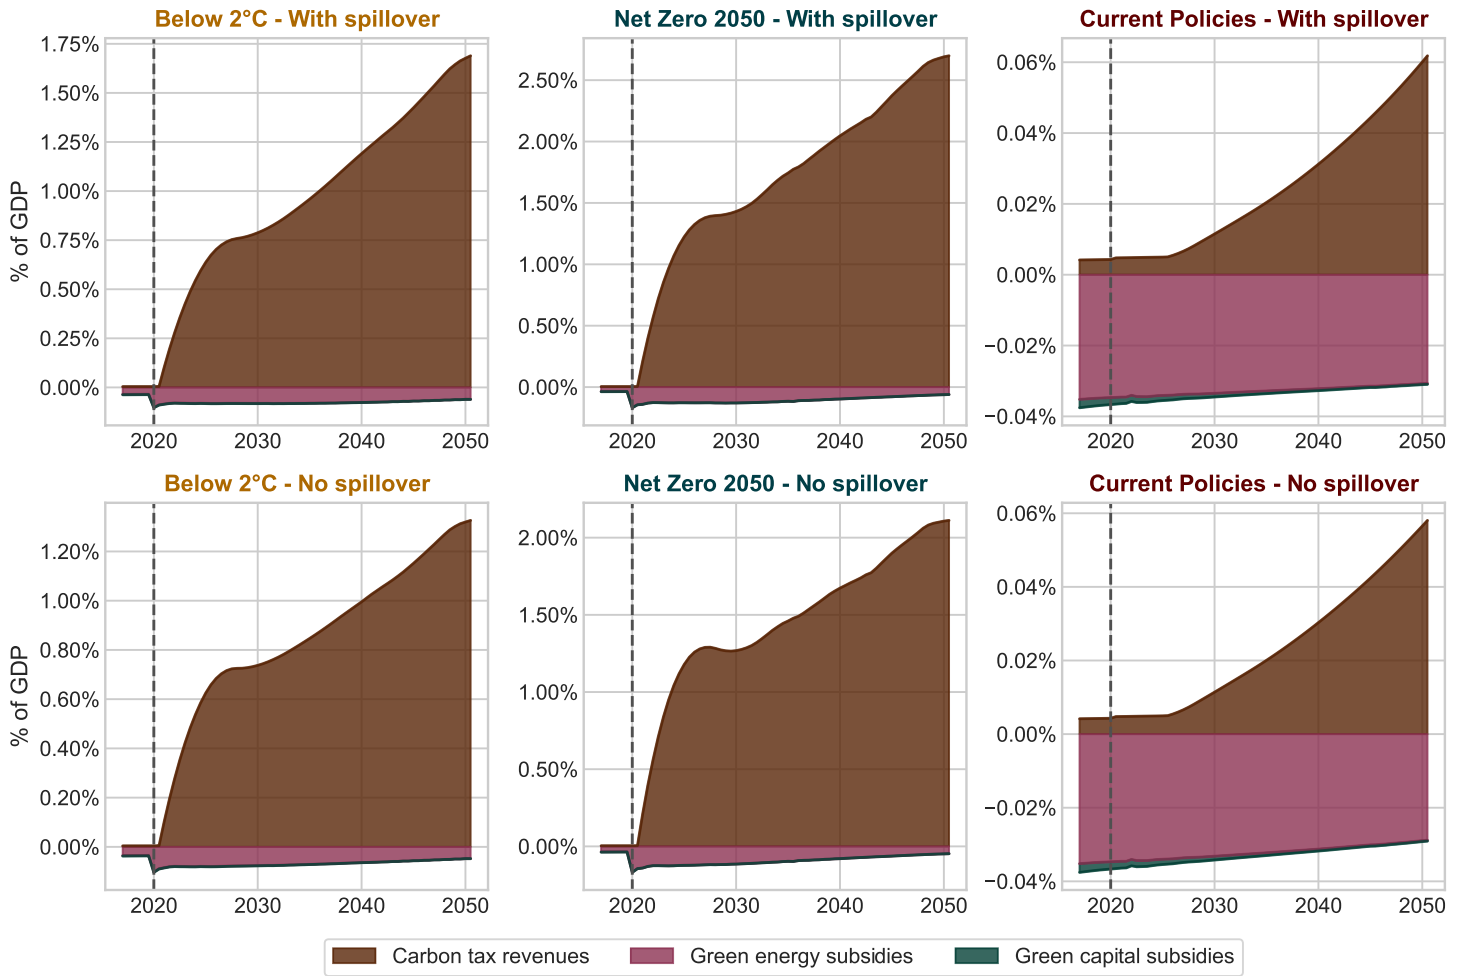 Below 2°C - With spillover
Net Zero 2050 - With spillover
Current Policies - With spillover
% of GDP
1.75%
1.50%
1.25%
1.00%
0.75%
0.50%
0.25%
0.00%
2020 2030 2040 2050
2.50%
2.00%
1.50%
1.00%
0.50%
0.00%
2020 2030 2040 2050
0.06%
0.04%
0.02%
0.00%
−0.02%
−0.04%
2020 2030 2040 2050
Below 2°C - No spillover
Net Zero 2050 - No spillover
Current Policies - No spillover
% of GDP
1.20%
1.00%
0.80%
0.60%
0.40%
0.20%
0.00%
2020 2030 2040 2050
2.00%
1.50%
1.00%
0.50%
0.00%
2020 2030 2040 2050
0.06%
0.04%
0.02%
0.00%
−0.02%
−0.04%
2020 2030 2040 2050
Carbon tax revenues
Green energy subsidies
Green capital subsidies